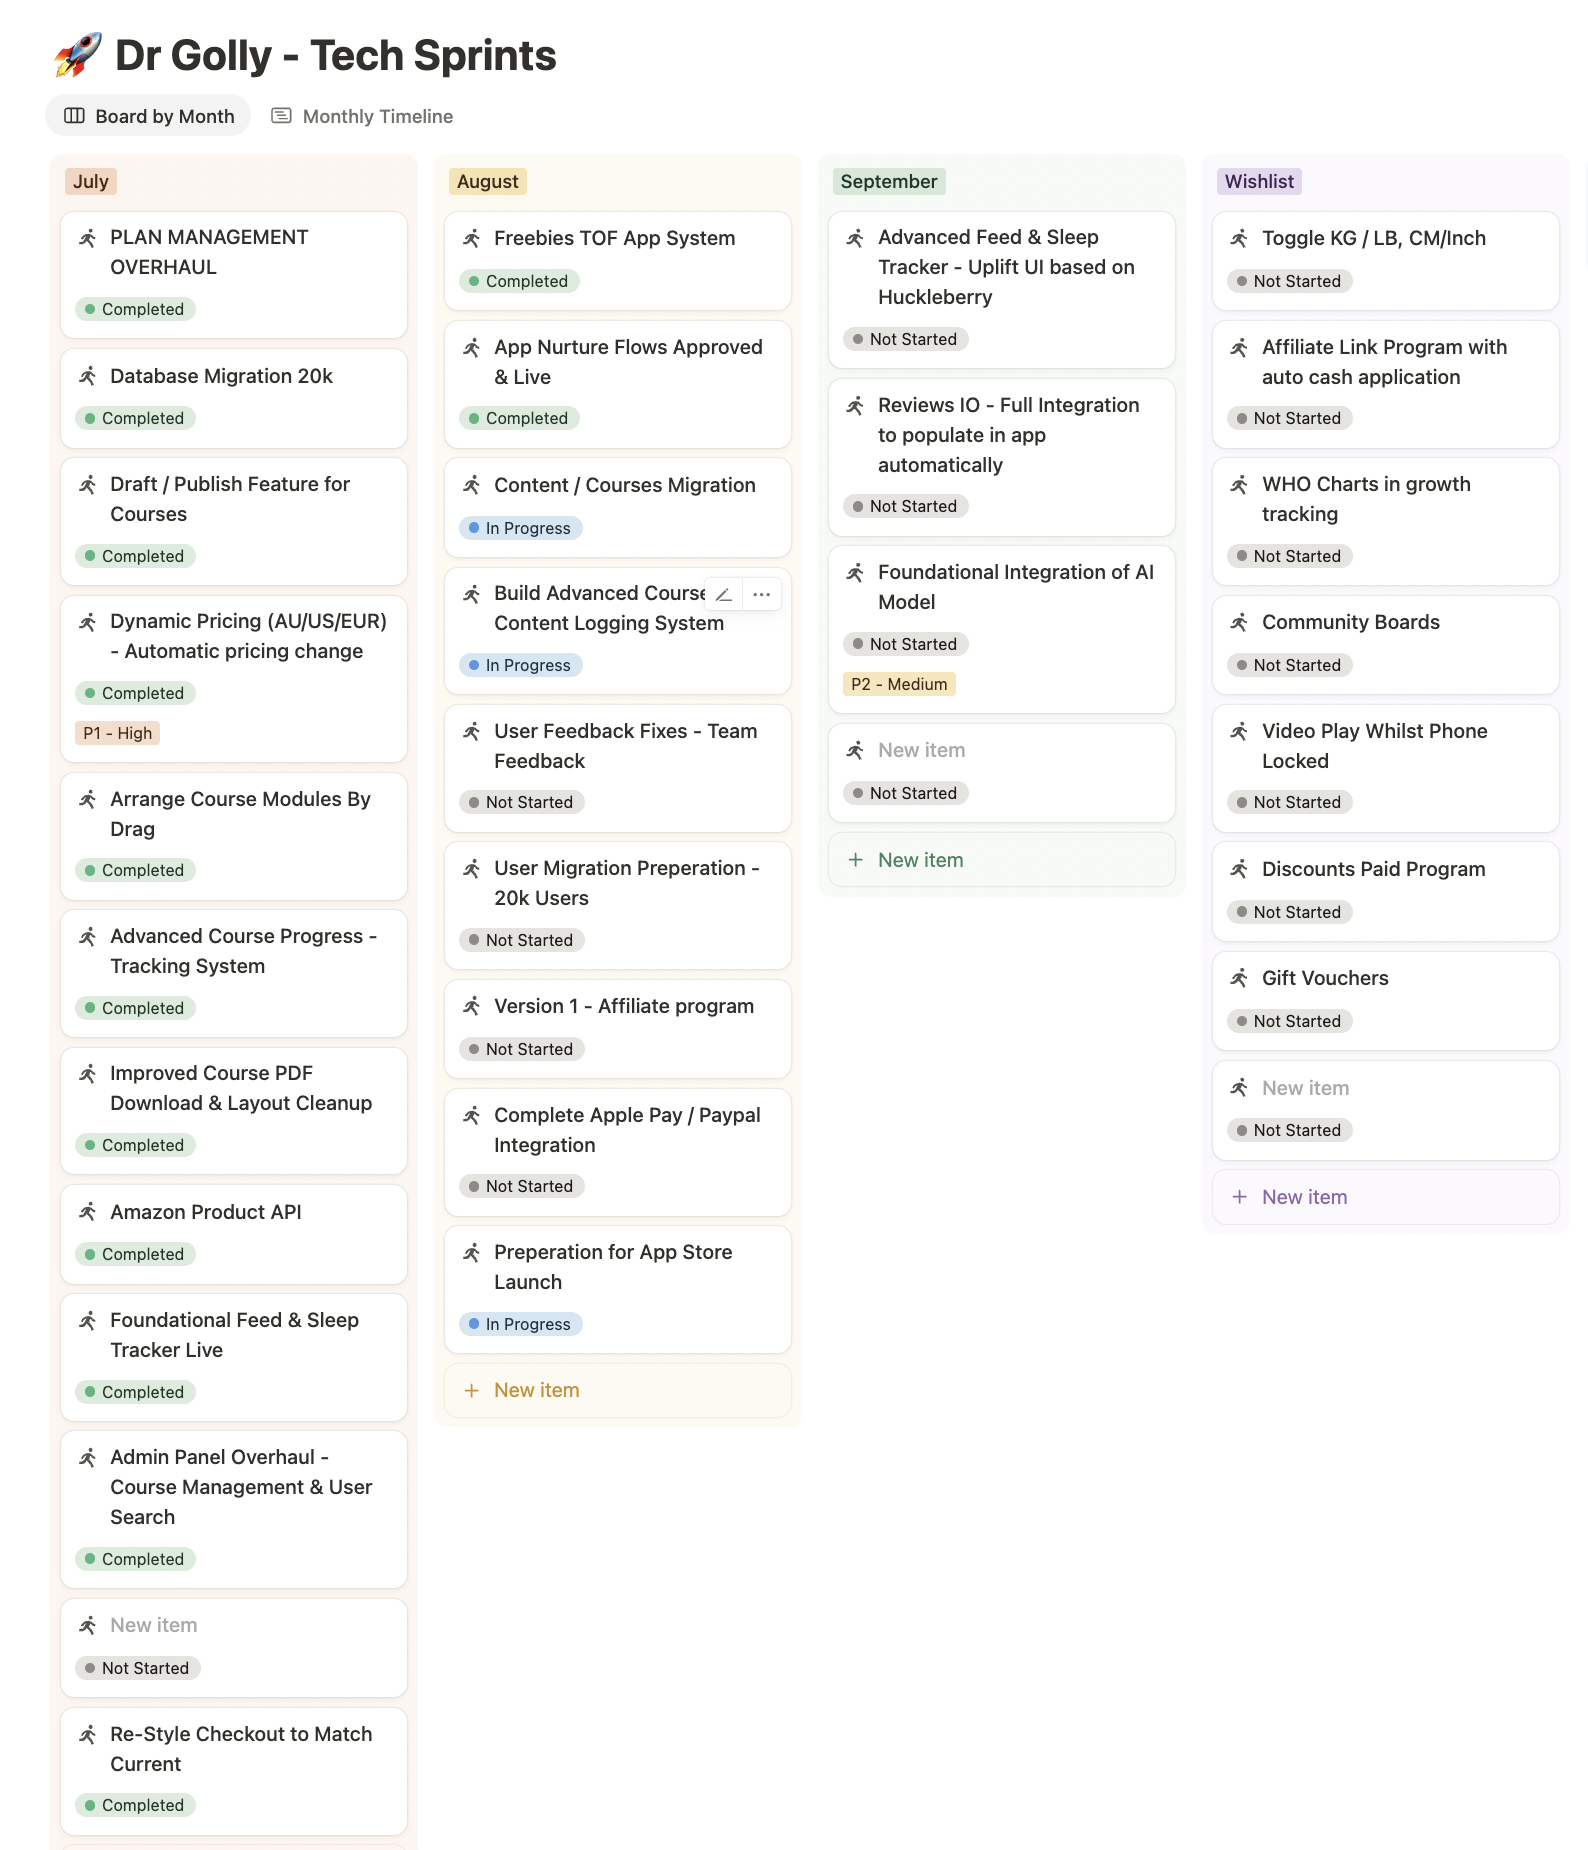 🚀 Dr Golly - Tech Sprints
Board by Month
Monthly Timeline
July
PLAN MANAGEMENT
OVERHAUL
Completed
Database Migration 20k
Completed
Draft / Publish Feature for
Courses
Completed
Dynamic Pricing (AU/US/EUR)
- Automatic pricing change
Completed
P1 - High
Arrange Course Modules By
Drag
Completed
Advanced Course Progress -
Tracking System
Completed
Improved Course PDF
Download & Layout Cleanup
Completed
Amazon Product API
Completed
Foundational Feed & Sleep
Tracker Live
Completed
Admin Panel Overhaul -
Course Management & User
Search
Completed
New item
Not Started
Re-Style Checkout to Match
Current
Completed
August
Freebies TOF App System
Completed
App Nurture Flows Approved
& Live
Completed
Content / Courses Migration
In Progress
Build Advanced Course
Content Logging System
In Progress
User Feedback Fixes - Team
Feedback
Not Started
User Migration Preperation -
20k Users
Not Started
Version 1 - Affiliate program
Not Started
Complete Apple Pay / Paypal
Integration
Not Started
Preperation for App Store
Launch
In Progress
+ New item
September
Advanced Feed & Sleep
Tracker - Uplift UI based on
Huckleberry
Not Started
Reviews IO - Full Integration
to populate in app
automatically
Not Started
Foundational Integration of AI
Model
Not Started
P2 - Medium
New item
Not Started
+ New item
Wishlist
Toggle KG / LB, CM/Inch
Not Started
Affiliate Link Program with
auto cash application
Not Started
WHO Charts in growth
tracking
Not Started
Community Boards
Not Started
Video Play Whilst Phone
Locked
Not Started
Discounts Paid Program
Not Started
Gift Vouchers
Not Started
New item
Not Started
+ New item